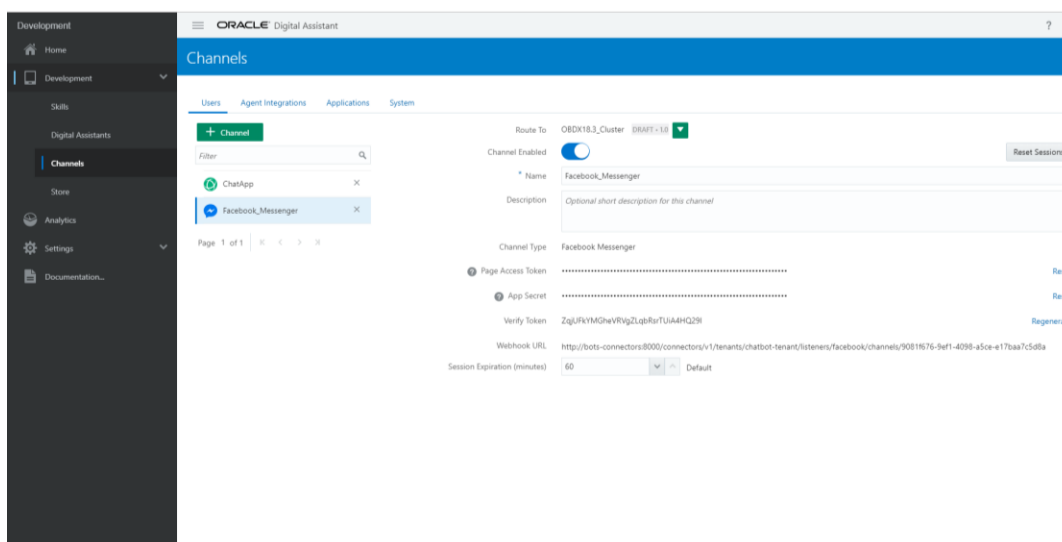 Development
ORACLE Digital Assistant
?
Home
Channels
Development
Skills
Digital Assistants
Channels
Store
Analytics
Settings
Documentation...
Users Agent Integrations Applications System
+ Channel
Filter
ChatApp
Facebook_Messenger
Page 1 of 1
Route To OBDX18.3_Cluster DRAFT - 1.0
Channel Enabled Reset Sessions
* Name Facebook_Messenger
Description Optional short description for this channel
Channel Type Facebook Messenger
? Page Access Token Re
? App Secret Re
Verify Token Regenera
Webhook URL http://bots-connectors:8000/connectors/v1/tenants/chatbot-tenant/listeners/facebook/channels/9081f676-9ef1-4098-a5ce-e17baa7c5d8a
Session Expiration (minutes) 60 Default